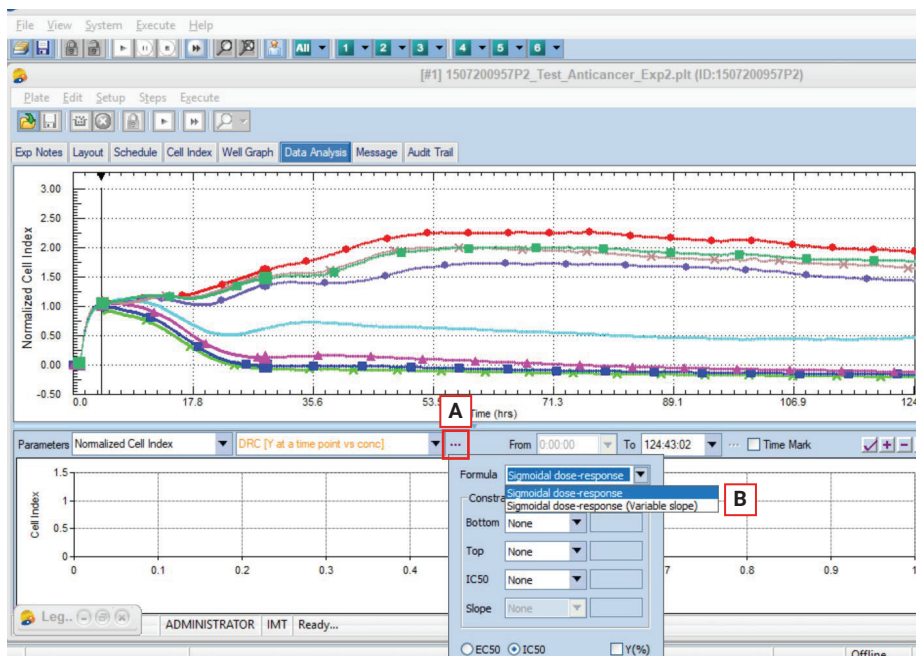 File View System Execute Help
All 1 2 3 4 5 6
[#1] 1507200957P2_Test_Anticancer_Exp2.plt (ID:1507200957P2)
Plate Edit Setup Steps Execute
Exp Notes Layout Schedule Cell Index Well Graph Data Analysis Message Audit Trail
Normalized Cell Index
3.00
2.50
2.00
1.50
1.00
0.50
0.00
-0.50
0.0 17.8 35.6 53. 71.3 89.1 106.9 124
A
Time (hrs)
Parameters Normalized Cell Index DRC [Y at a time point vs conc] ... From 0:00:00 To 124:43:02 ... Time Mark
Cell Index
1.5
1
0.5
0
0 0.1 0.2 0.3 0.4 7 0.8 0.9 1
Formula Sigmoidal dose-response
Sigmoidal dose-response
Sigmoidal dose-response (Variable slope)
B
Constra
Bottom None
Top None
IC50 None
Slope None
EC50 IC50 Y(%)
Leg..
ADMINISTRATOR IMT Ready...
Offline